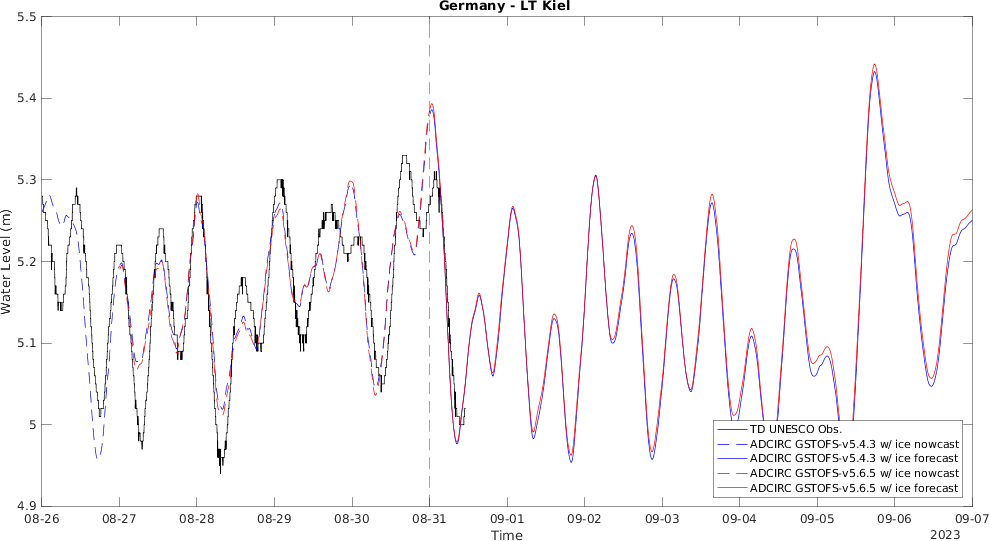 Germany - LT Kiel
5.5
5.4
5.3
5.2
5.1
5
4.9
Water Level (m)
08-26 08-27 08-28 08-29 08-30 08-31 09-01 09-02 09-03 09-04 09-05 09-06 09-07
Time
2023
TD UNESCO Obs.
ADCIRC GSTOFS-v5.4.3 w/ ice nowcast
ADCIRC GSTOFS-v5.4.3 w/ ice forecast
ADCIRC GSTOFS-v5.6.5 w/ ice nowcast
ADCIRC GSTOFS-v5.6.5 w/ ice forecast